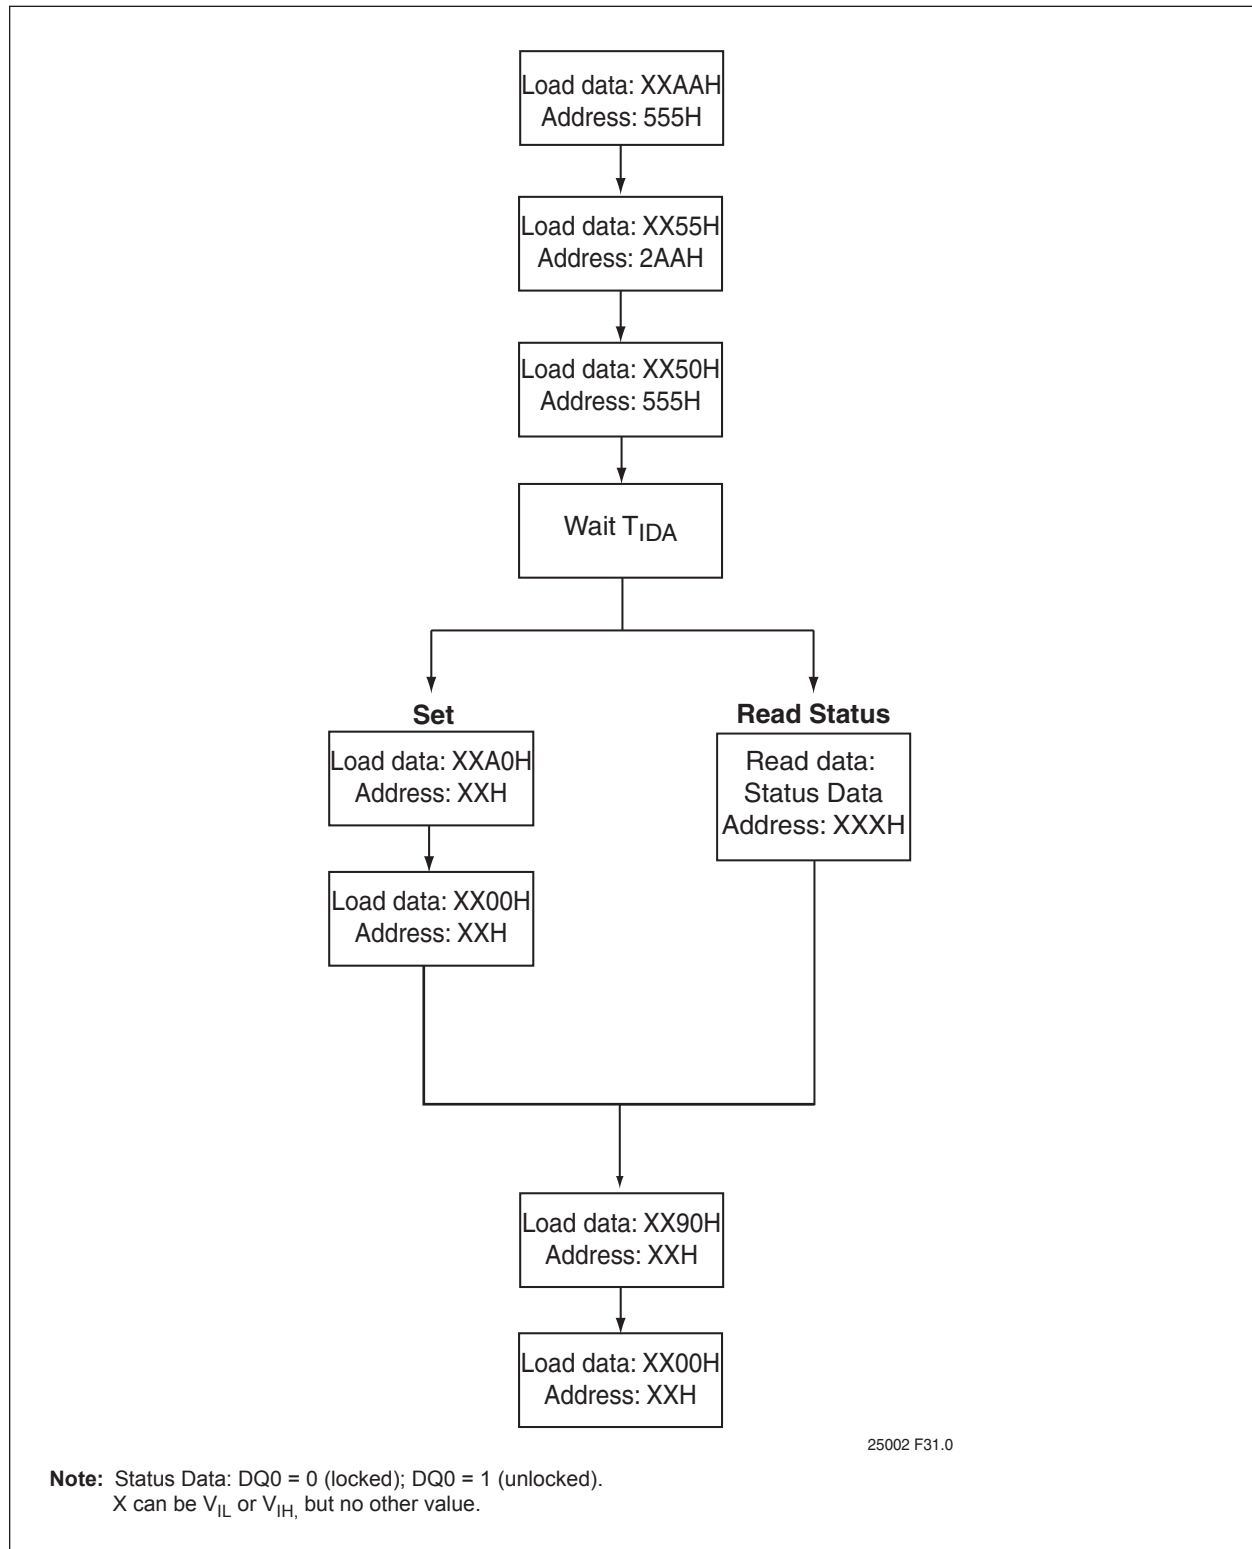 Load data: XXAAH
Address: 555H
Load data: XX55H
Address: 2AAH
Load data: XX50H
Address: 555H
Wait TIDA
Set
Load data: XXA0H
Address: XXH
Load data: XX00H
Address: XXH
Read Status
Read data:
Status Data
Address: XXXH
Load data: XX90H
Address: XXH
Load data: XX00H
Address: XXH
25002 F31.0
Note: Status Data: DQ0 = 0 (locked); DQ0 = 1 (unlocked).
X can be VIL or VIH, but no other value.